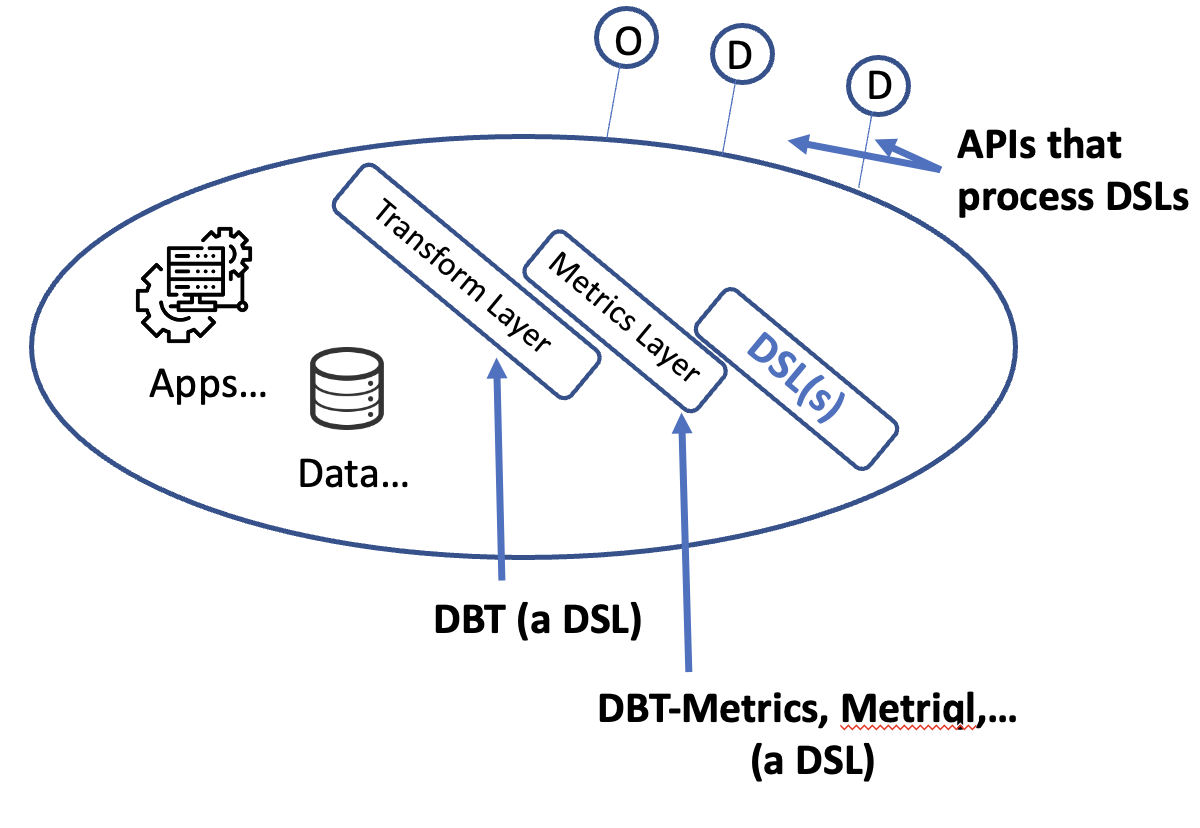 O
D
D
APIs that
process DSLs
Transform Layer
Metrics Layer
DSL(s)
Apps...
Data...
DBT (a DSL)
DBT-Metrics, Metriql,...
(a DSL)